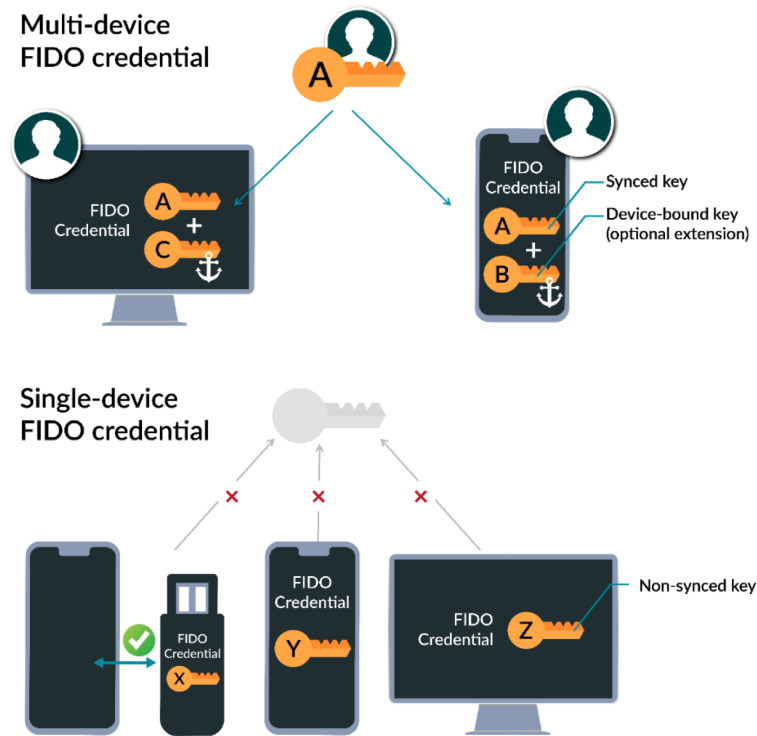 Multi-device
FIDO credential
A
FIDO
Credential
A
+
C
FIDO
Credential
A
+
B
Synced key
Device-bound key
(optional extension)
Single-device
FIDO credential
FIDO
Credential
X
FIDO
Credential
Y
FIDO
Credential
Z
Non-synced key